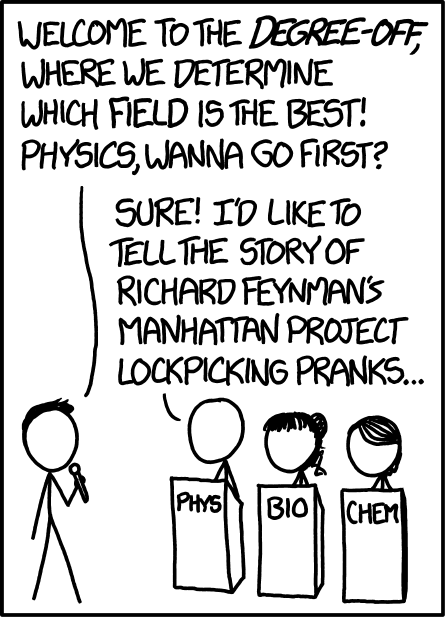 WELCOME TO THE DEGREE-OFF,
WHERE WE DETERMINE
WHICH FIELD IS THE BEST!
PHYSICS, WANNA GO FIRST?
SURE! I'D LIKE TO
TELL THE STORY OF
RICHARD FEYNMAN'S
MANHATTAN PROJECT
LOCKPICKING PRANKS...
PHYS
BIO
CHEM